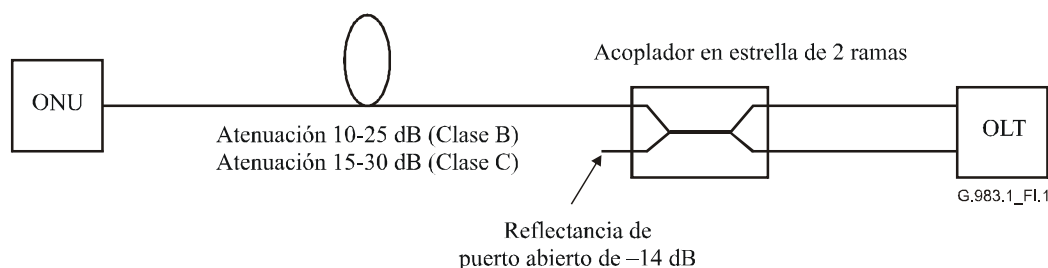 Acoplador en estrella de 2 ramas
ONU
OLT
Atenuación 10-25 dB (Clase B)
Atenuación 15-30 dB (Clase C)
G.983.1_FI.1
Reflectancia de
puerto abierto de –14 dB